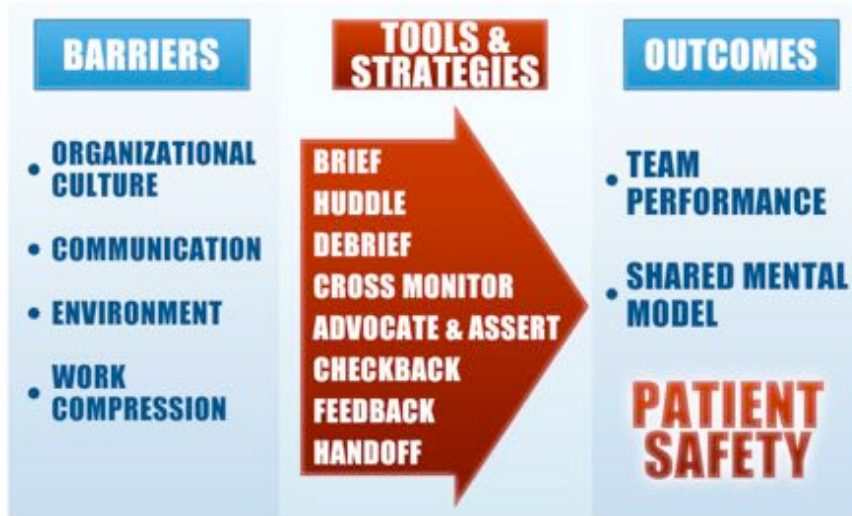 BARRIERS
• ORGANIZATIONAL
CULTURE
• COMMUNICATION
• ENVIRONMENT
• WORK
COMPRESSION
TOOLS &
STRATEGIES
BRIEF
HUDDLE
DEBRIEF
CROSS MONITOR
ADVOCATE & ASSERT
CHECKBACK
FEEDBACK
HANDOFF
OUTCOMES
• TEAM
PERFORMANCE
• SHARED MENTAL
MODEL
PATIENT
SAFETY